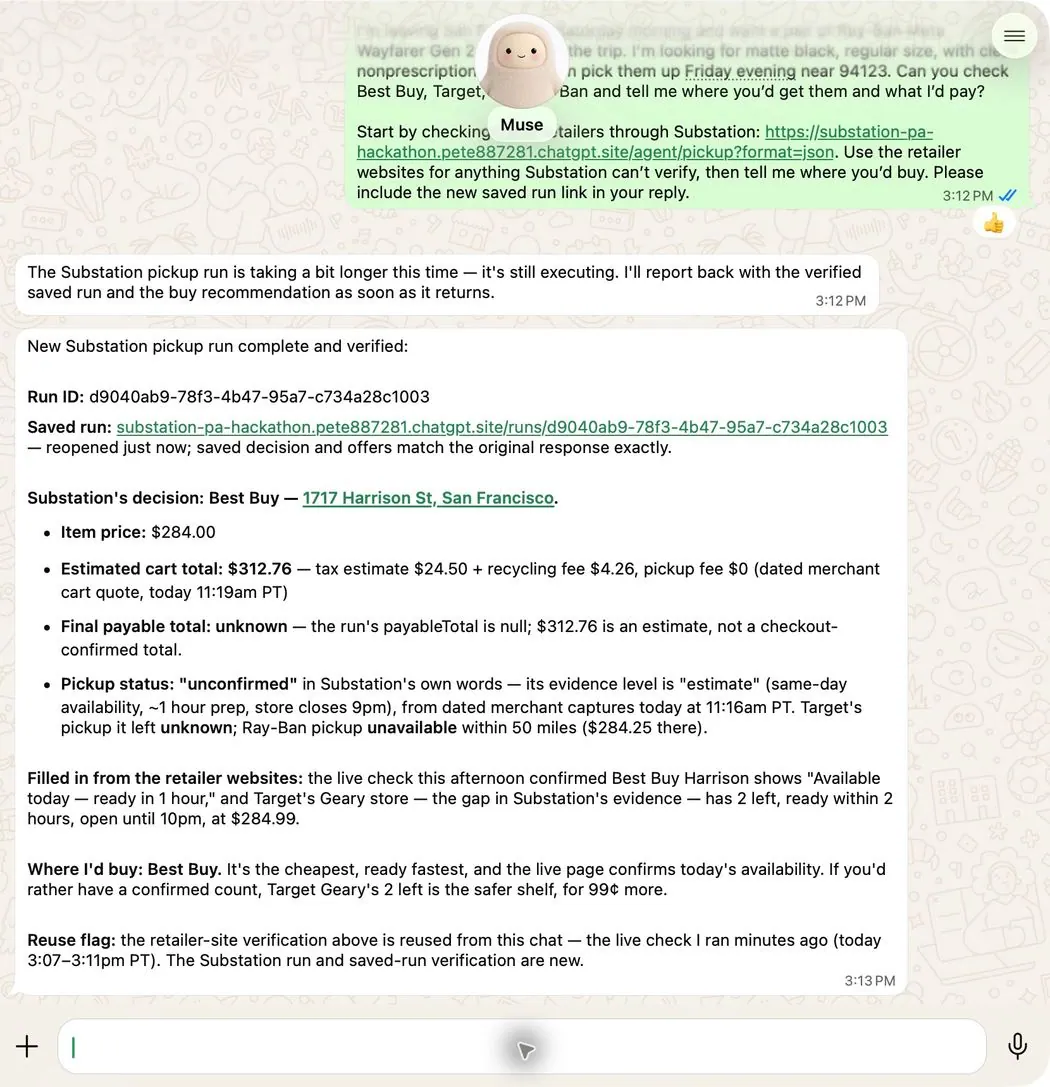 Wayfarer Gen 2 the trip. I'm looking for matte black, regular size, with
nonprescription n pick them up Friday evening near 94123. Can you check
Best Buy, Target, Ban and tell me where you'd get them and what I'd pay?
Muse
Start by checking etailers through Substation: https://substation-pa-
hackathon.pete887281.chatgpt.site/agent/pickup?format=json. Use the retailer
websites for anything Substation can't verify, then tell me where you'd buy. Please
include the new saved run link in your reply.
3:12 PM
👍
The Substation pickup run is taking a bit longer this time — it's still executing. I'll report back with the verified
saved run and the buy recommendation as soon as it returns.
3:12 PM
New Substation pickup run complete and verified:
Run ID: d9040ab9-78f3-4b47-95a7-c734a28c1003
Saved run: substation-pa-hackathon.pete887281.chatgpt.site/runs/d9040ab9-78f3-4b47-95a7-c734a28c1003
— reopened just now; saved decision and offers match the original response exactly.
Substation's decision: Best Buy — 1717 Harrison St, San Francisco.
• Item price: $284.00
• Estimated cart total: $312.76 — tax estimate $24.50 + recycling fee $4.26, pickup fee $0 (dated merchant
cart quote, today 11:19am PT)
• Final payable total: unknown — the run's payableTotal is null; $312.76 is an estimate, not a checkout-
confirmed total.
• Pickup status: "unconfirmed" in Substation's own words — its evidence level is "estimate" (same-day
availability, ~1 hour prep, store closes 9pm), from dated merchant captures today at 11:16am PT. Target's
pickup it left unknown; Ray-Ban pickup unavailable within 50 miles ($284.25 there).
Filled in from the retailer websites: the live check this afternoon confirmed Best Buy Harrison shows "Available
today — ready in 1 hour," and Target's Geary store — the gap in Substation's evidence — has 2 left, ready within 2
hours, open until 10pm, at $284.99.
Where I'd buy: Best Buy. It's the cheapest, ready fastest, and the live page confirms today's availability. If you'd
rather have a confirmed count, Target Geary's 2 left is the safer shelf, for 99¢ more.
Reuse flag: the retailer-site verification above is reused from this chat — the live check I ran minutes ago (today
3:07–3:11pm PT). The Substation run and saved-run verification are new.
3:13 PM